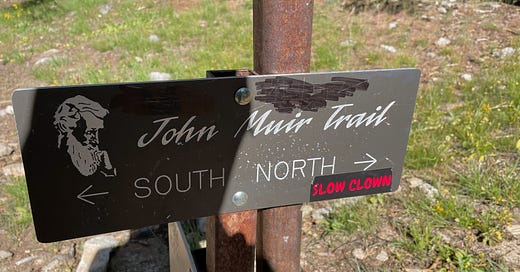 John Muir Trail
← SOUTH NORTH →
SLOW CLOWN